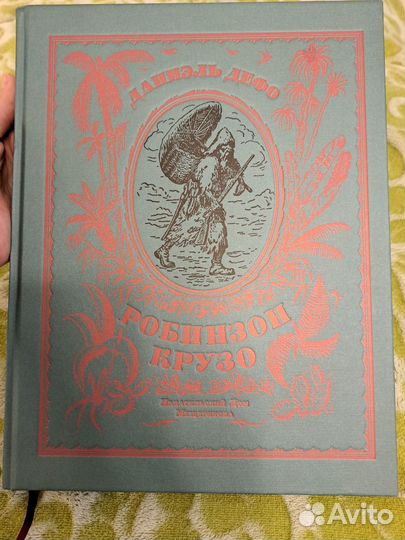 ДАНИЭЛЬ ДЕФО
РОБИНЗОН
КРУЗО
Издательский Дом
Мещерякова
Avito